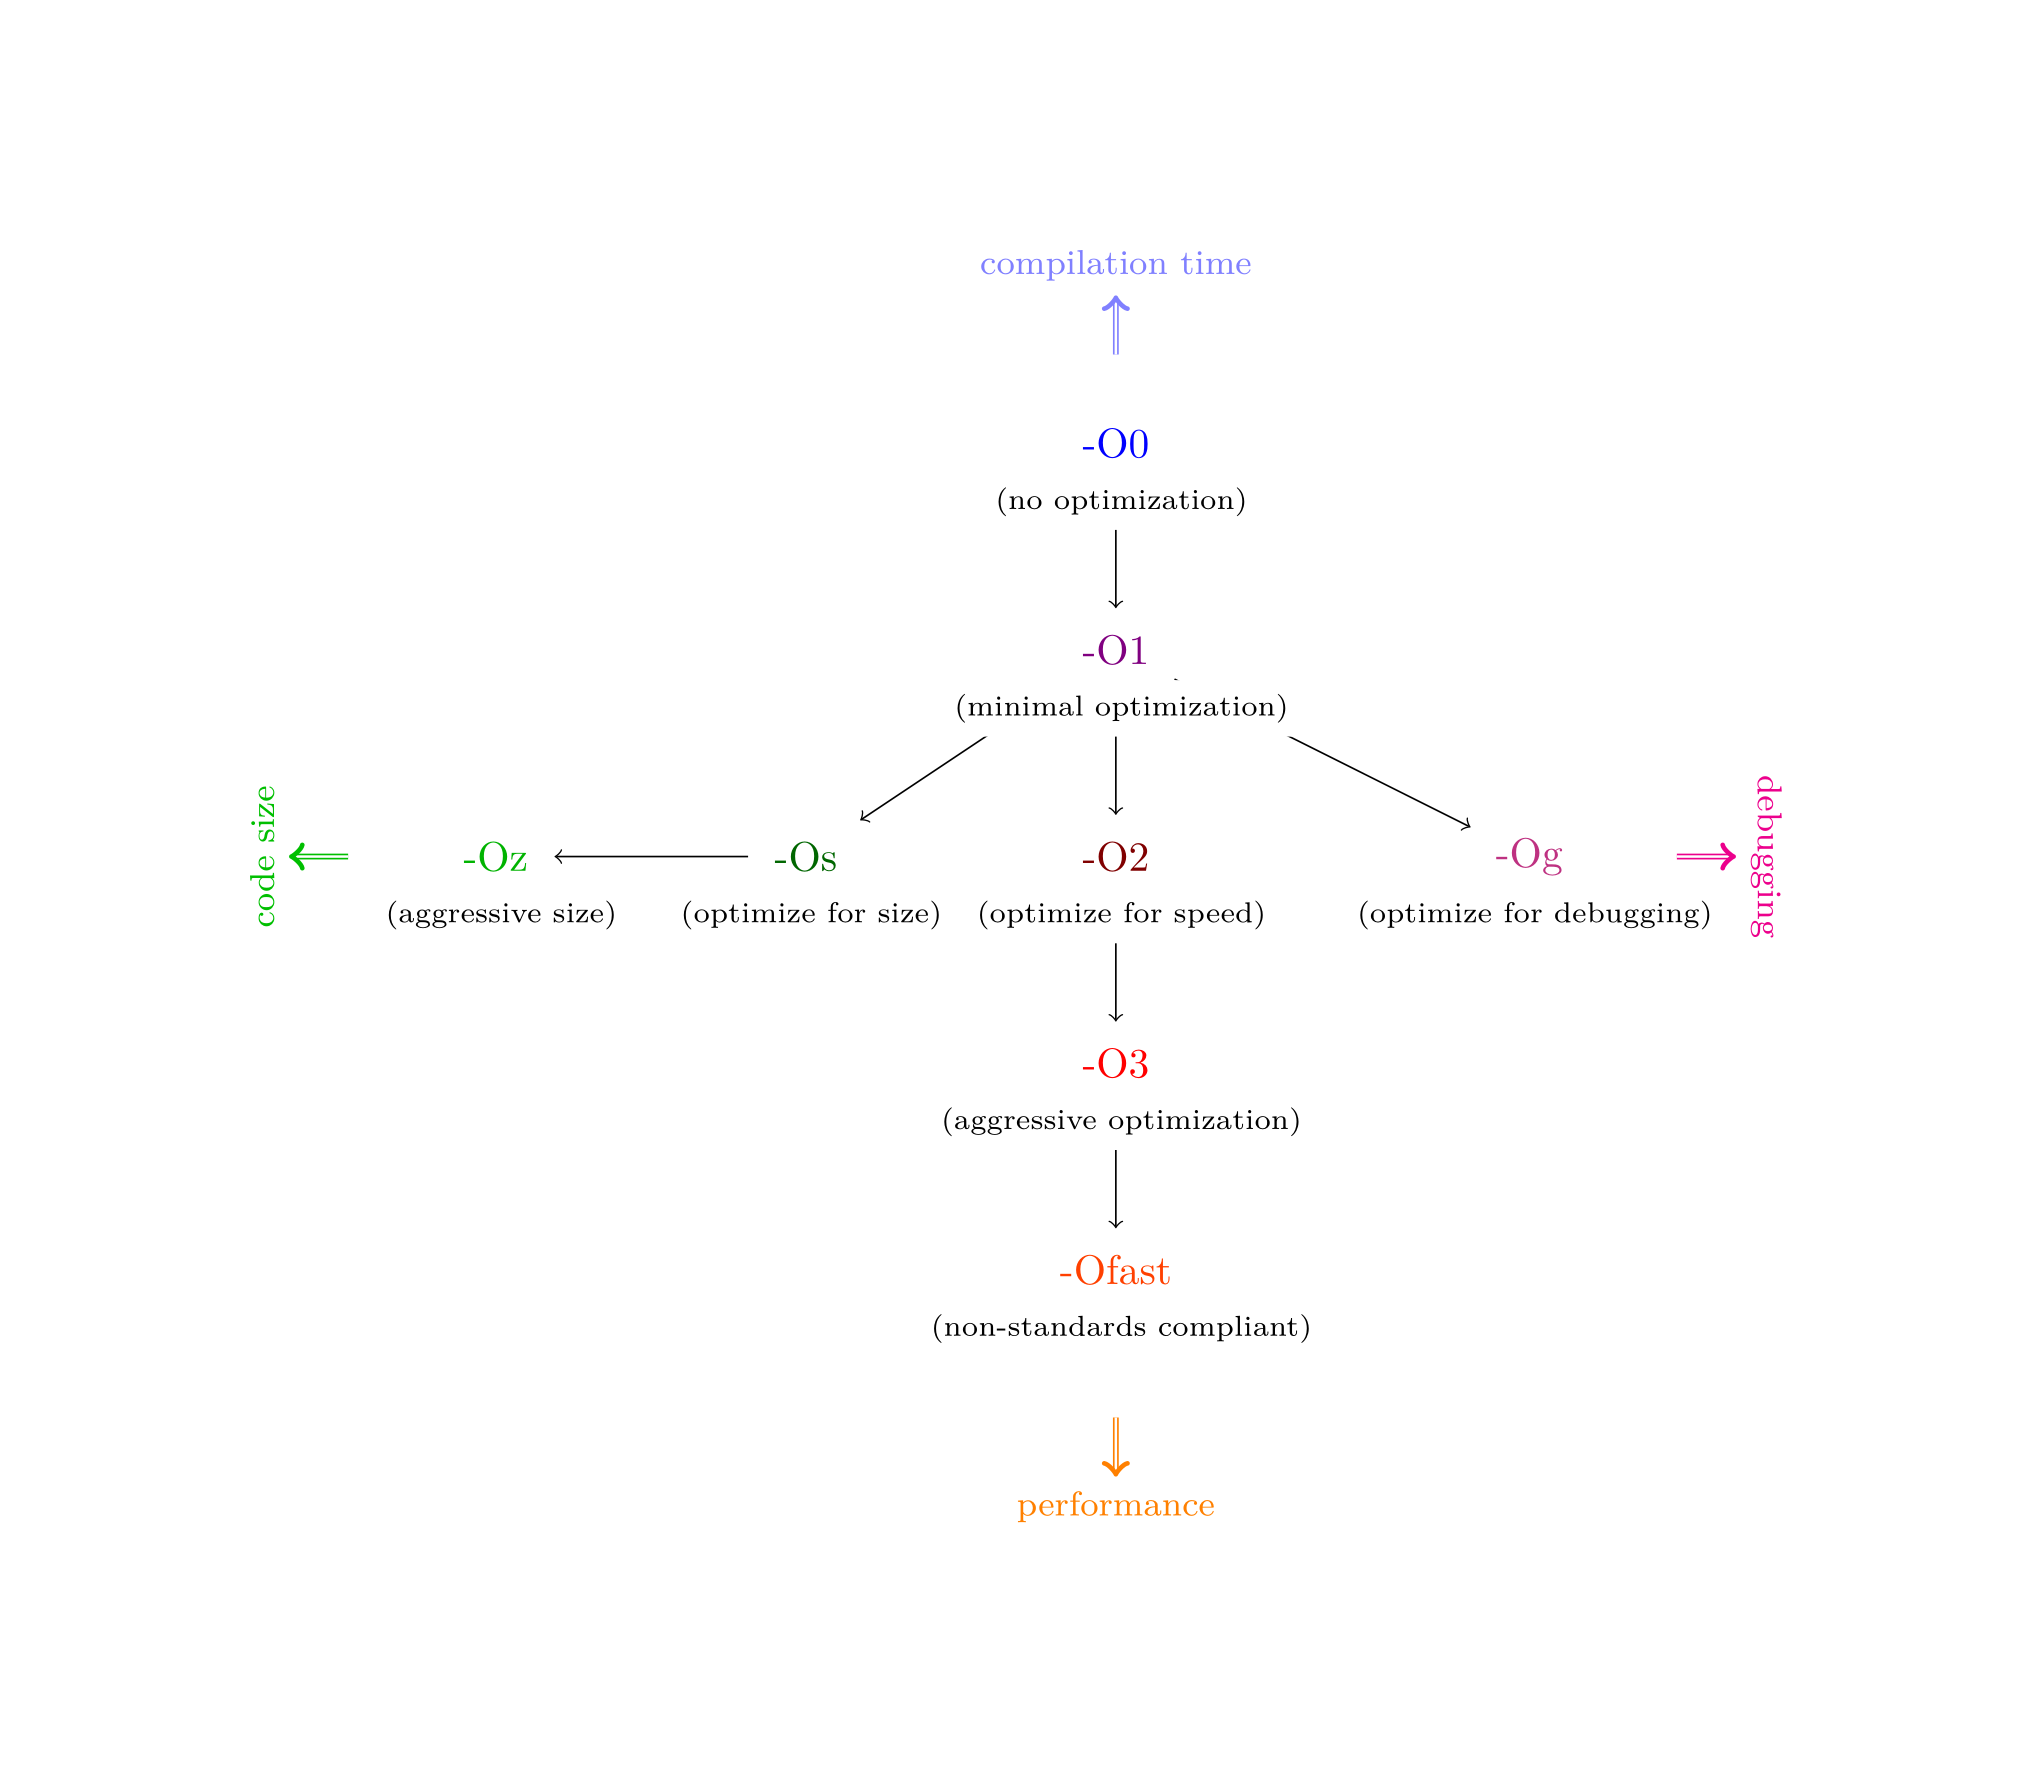 compilation time
-O0
(no optimization)
-O1
(minimal optimization)
code size
-Oz
(aggressive size)
-Os
(optimize for size)
-O2
(optimize for speed)
-Og
(optimize for debugging)
debugging
-O3
(aggressive optimization)
-Ofast
(non-standards compliant)
performance